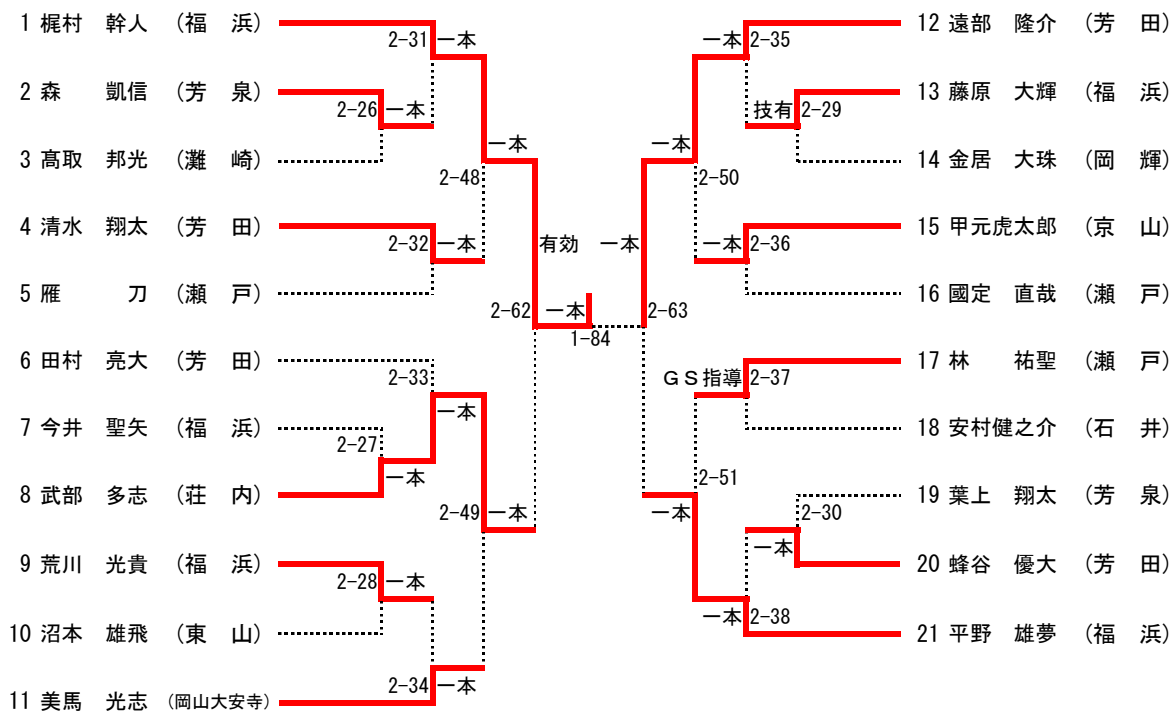 1 梶村 幹人 (福 浜)
2 森 凱信 (芳 泉)
3 髙取 邦光 (灘 崎)
4 清水 翔太 (芳 田)
5 雁 刀 (瀬 戸)
6 田村 亮大 (芳 田)
7 今井 聖矢 (福 浜)
8 武部 多志 (荘 内)
9 荒川 光貴 (福 浜)
10 沼本 雄飛 (東 山)
11 美馬 光志 (岡山大安寺)
2-31 一本
2-26 一本
一本
2-48
2-32 一本
有効
2-62 一本
1-84
2-33
一本
2-27
一本
2-49 一本
2-28 一本
2-34 一本
一本 2-35
技有 2-29
一本
2-50
一本 2-36
一本
2-63
GS指導 2-37
2-51
一本
2-30
一本
一本 2-38
12 遠部 隆介 (芳 田)
13 藤原 大輝 (福 浜)
14 金居 大珠 (岡 輝)
15 甲元虎太郎 (京 山)
16 國定 直哉 (瀬 戸)
17 林 祐聖 (瀬 戸)
18 安村健之介 (石 井)
19 葉上 翔太 (芳 泉)
20 蜂谷 優大 (芳 田)
21 平野 雄夢 (福 浜)